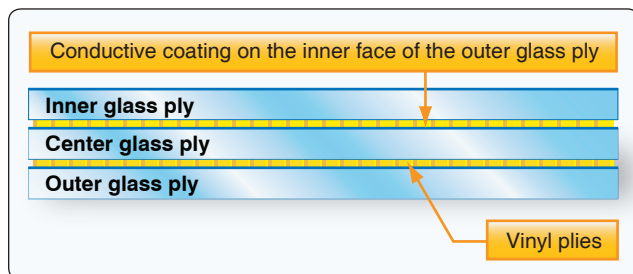 Conductive coating on the inner face of the outer glass ply
Inner glass ply
Center glass ply
Outer glass ply
Vinyl plies